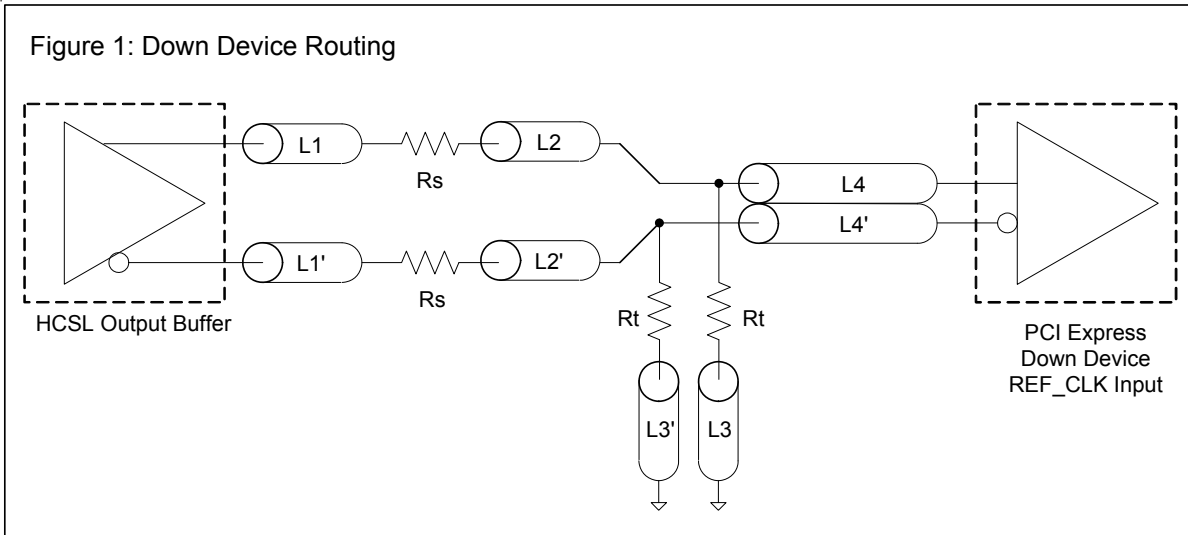 Figure 1: Down Device Routing
L1
Rs
L2
L4
L4'
L1'
Rs
L2'
HCSL Output Buffer
Rt
Rt
PCI Express
Down Device
REF_CLK Input
L3'
L3